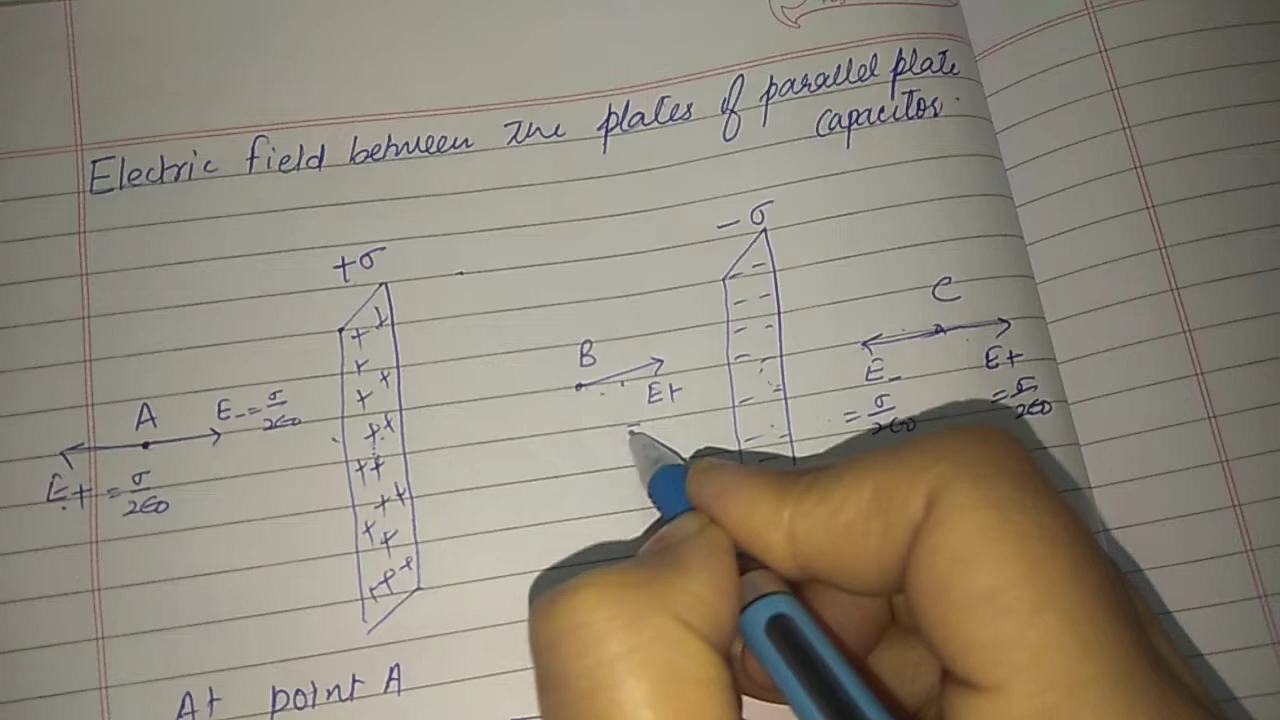 Electric field between the plates of parallel plate
capacitor.
+σ
-σ
A
E- = σ/2ε0
E+ = σ/2ε0
B
E+
C
E-
= σ/2ε0
E+
= σ/2ε0
At point A